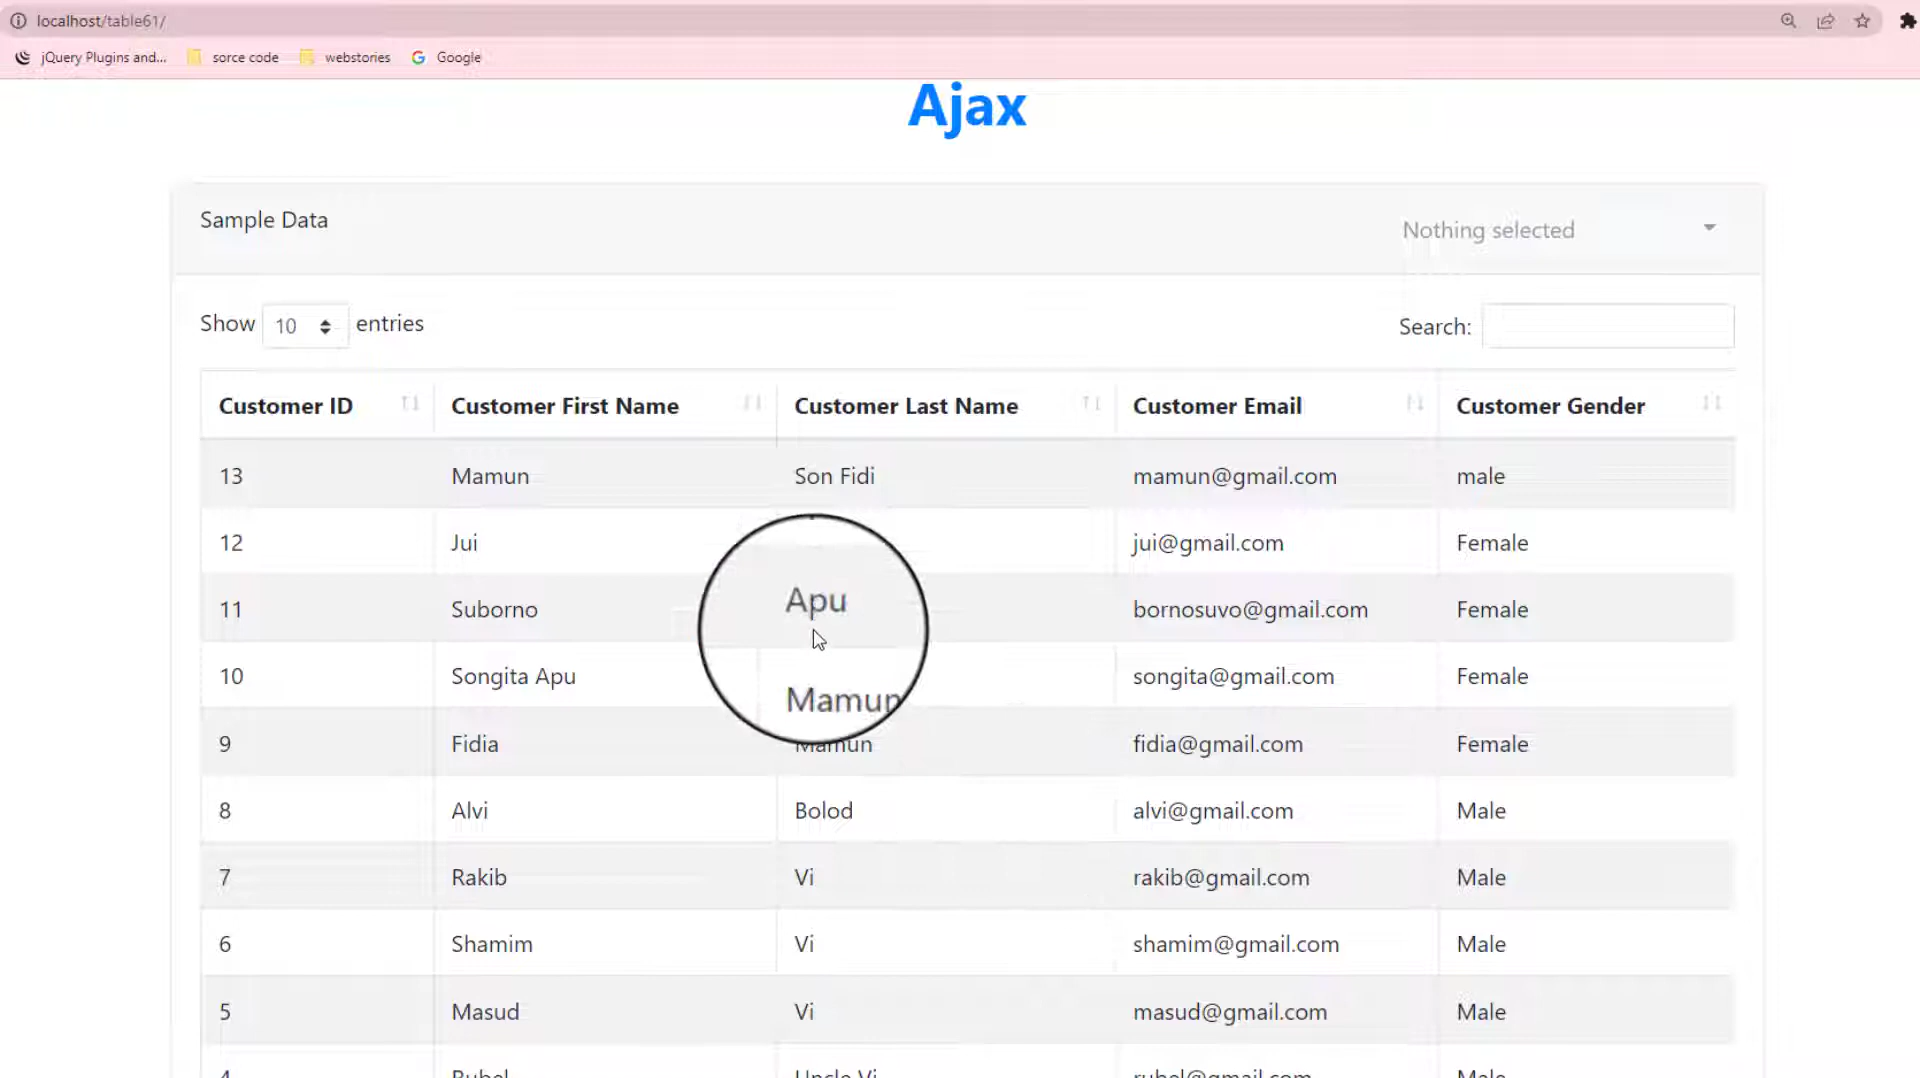 localhost/table61/
jQuery Plugins and...
sorce code
webstories
Google
Ajax
Sample Data
Nothing selected
Show 10 entries
Search:
Customer ID Customer First Name Customer Last Name Customer Email Customer Gender
13 Mamun Son Fidi mamun@gmail.com male
12 Jui jui@gmail.com Female
11 Suborno Apu bornosuvo@gmail.com Female
10 Songita Apu Mamun songita@gmail.com Female
9 Fidia Mamun fidia@gmail.com Female
8 Alvi Bolod alvi@gmail.com Male
7 Rakib Vi rakib@gmail.com Male
6 Shamim Vi shamim@gmail.com Male
5 Masud Vi masud@gmail.com Male